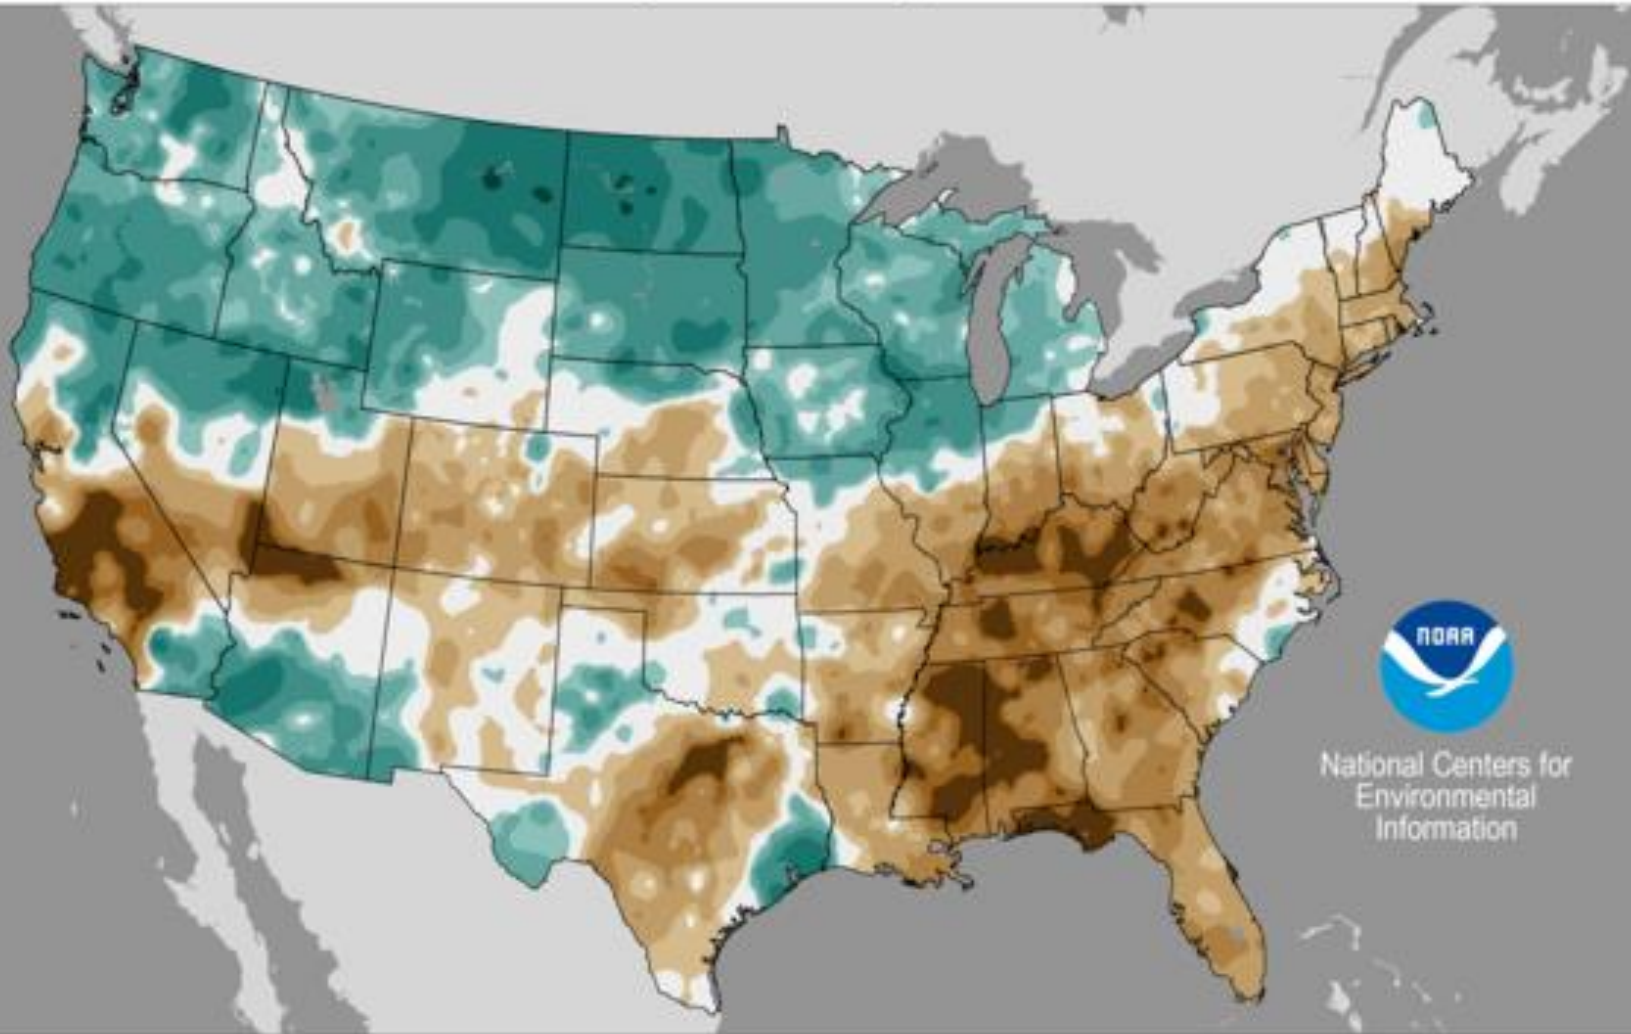 NOAA
National Centers for
Environmental
Information